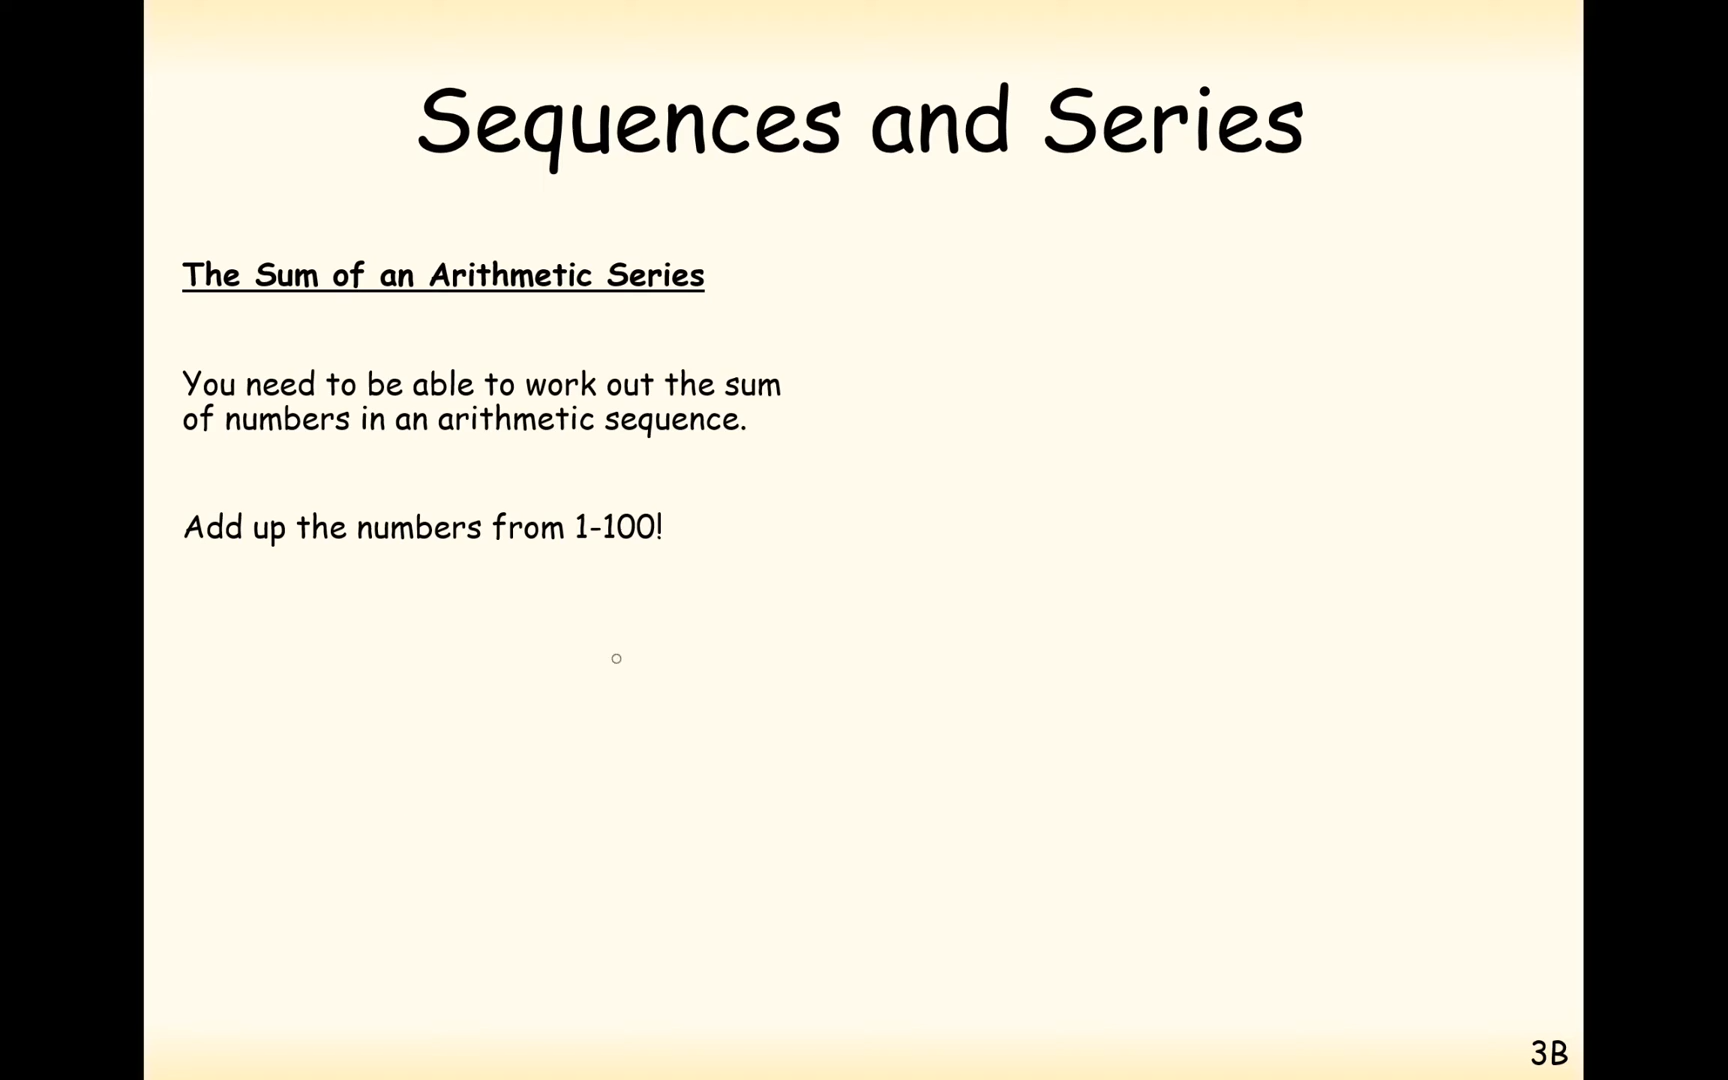 Sequences and Series
The Sum of an Arithmetic Series
You need to be able to work out the sum
of numbers in an arithmetic sequence.
Add up the numbers from 1-100!
3B